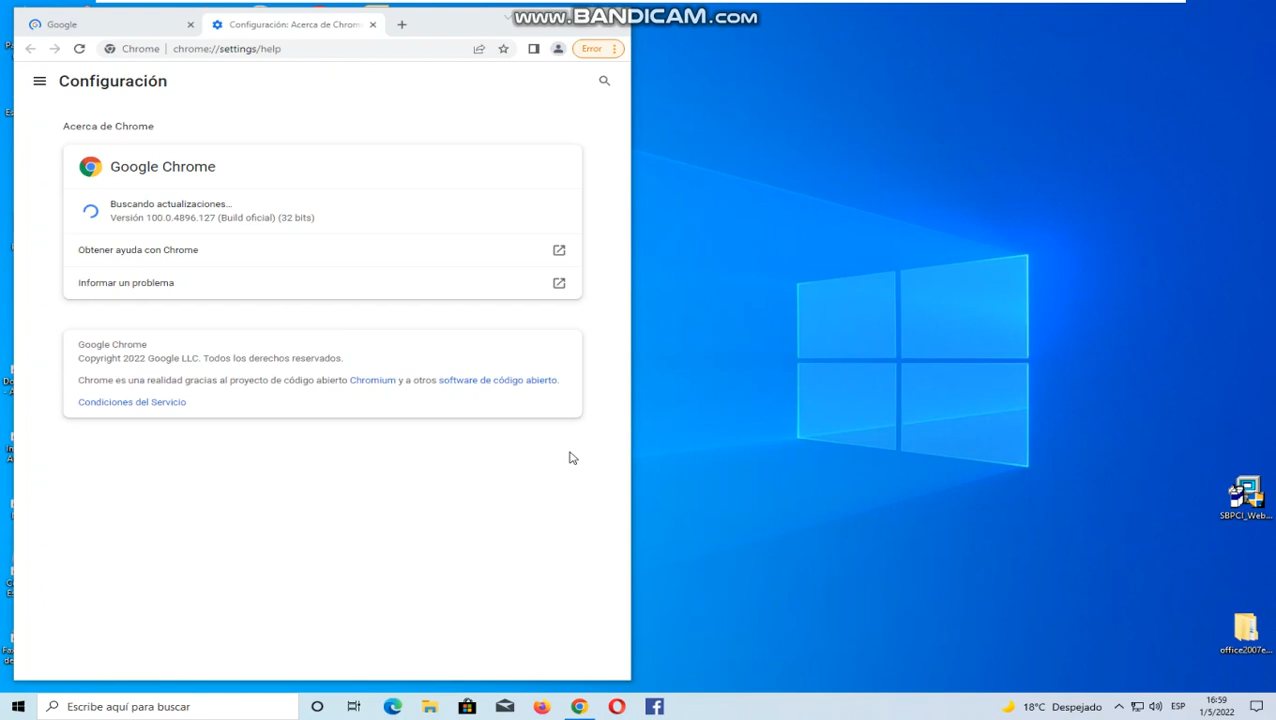 www.BANDICAM.com
Google
Configuración: Acerca de Chrom
Chrome
chrome://settings/help
Error
Configuración
Acerca de Chrome
Google Chrome
Buscando actualizaciones...
Versión 100.0.4896.127 (Build oficial) (32 bits)
Obtener ayuda con Chrome
Informar un problema
Google Chrome
Copyright 2022 Google LLC. Todos los derechos reservados.
Chrome es una realidad gracias al proyecto de código abierto Chromium y a otros software de código abierto.
Condiciones del Servicio
SBPCI_Web...
office2007e...
Escribe aquí para buscar
18°C Despejado
ESP
16:59
1/5/2022